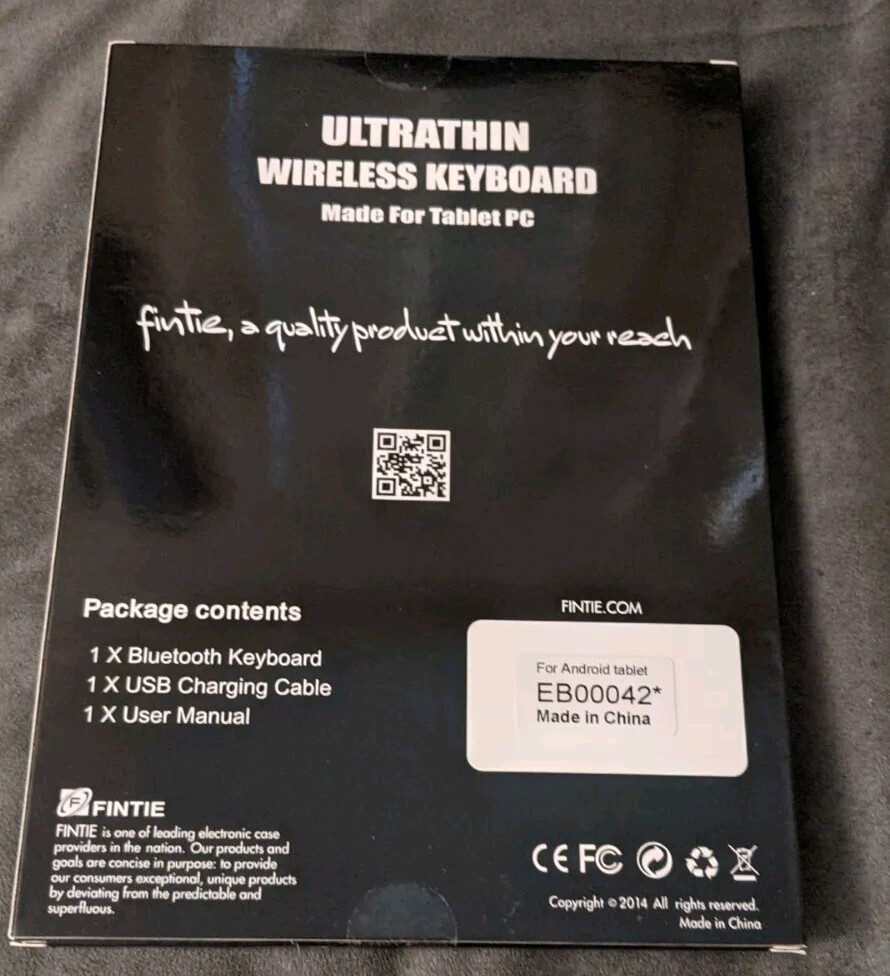 ULTRATHIN
WIRELESS KEYBOARD
Made For Tablet PC
fintie, a quality product within your reach
Package contents
1 X Bluetooth Keyboard
1 X USB Charging Cable
1 X User Manual
FINTIE.COM
For Android tablet
EB00042*
Made in China
FINTIE
FINTIE is one of leading electronic case
providers in the nation. Our products and
goals are concise in purpose: to provide
our consumers exceptional, unique products
by deviating from the predictable and
superfluous.
CE FC
Copyright © 2014 All rights reserved.
Made in China